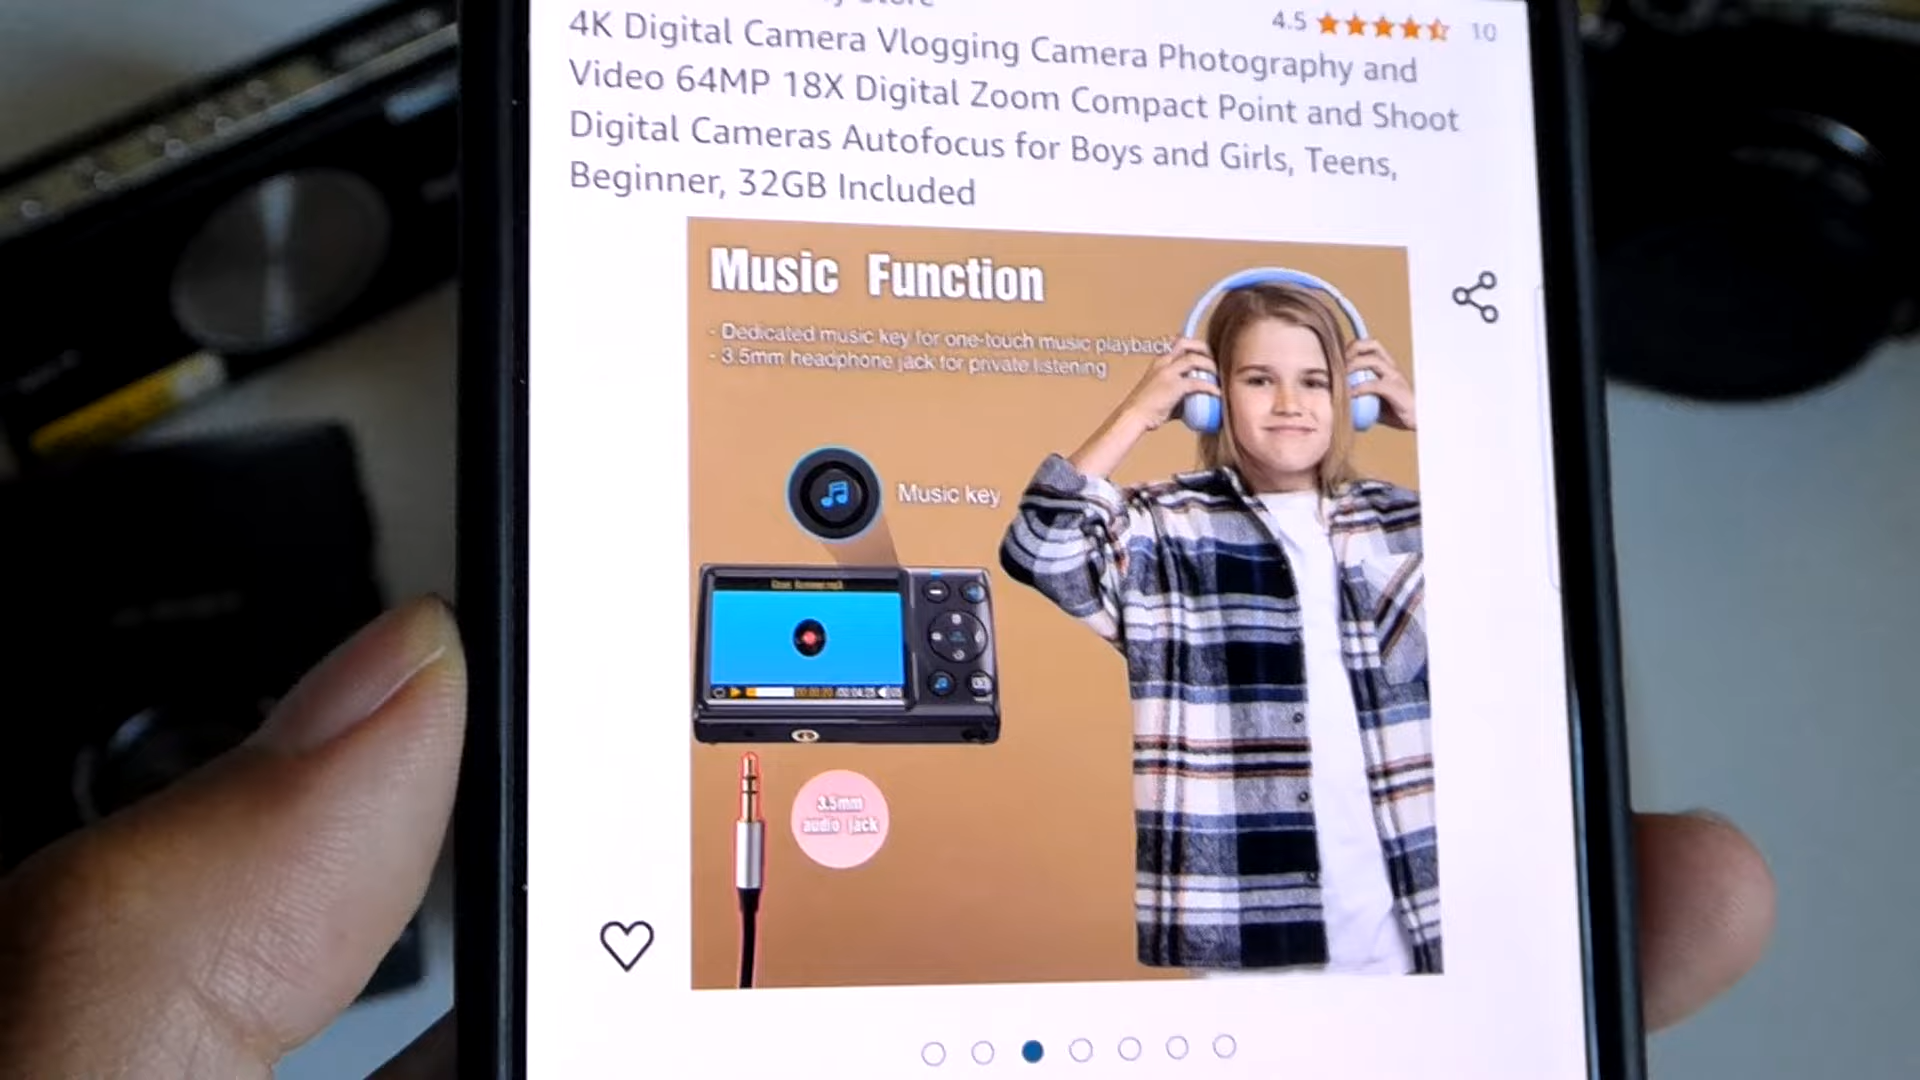 4.5 10
4K Digital Camera Vlogging Camera Photography and
Video 64MP 18X Digital Zoom Compact Point and Shoot
Digital Cameras Autofocus for Boys and Girls, Teens,
Beginner, 32GB Included
Music Function
- Dedicated music key for one-touch music playback
- 3.5mm headphone jack for private listening
Music key
3.5mm
audio jack